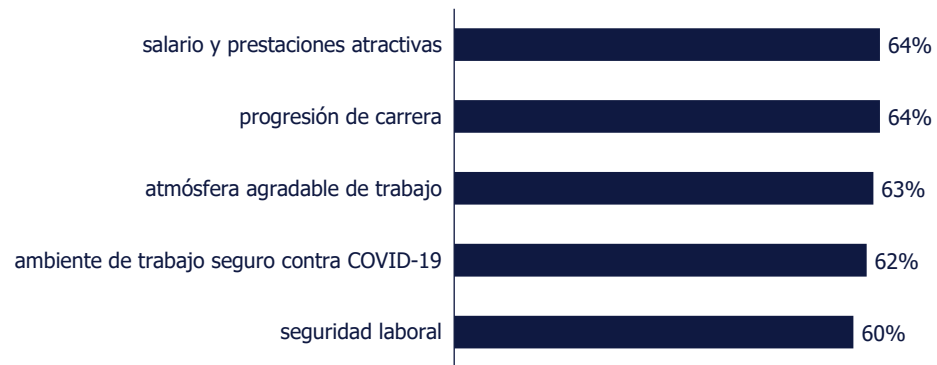 salario y prestaciones atractivas 64%
progresión de carrera 64%
atmósfera agradable de trabajo 63%
ambiente de trabajo seguro contra COVID-19 62%
seguridad laboral 60%